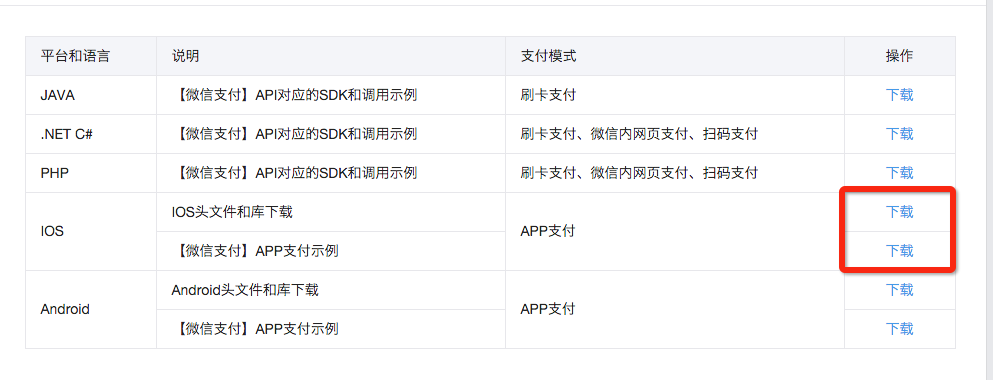 平台和语言 说明 支付模式 操作
JAVA 【微信支付】API对应的SDK和调用示例 刷卡支付 下载
.NET C# 【微信支付】API对应的SDK和调用示例 刷卡支付、微信内网页支付、扫码支付 下载
PHP 【微信支付】API对应的SDK和调用示例 刷卡支付、微信内网页支付、扫码支付 下载
IOS头文件和库下载 下载
IOS APP支付
【微信支付】APP支付示例 下载
Android头文件和库下载 下载
Android APP支付
【微信支付】APP支付示例 下载